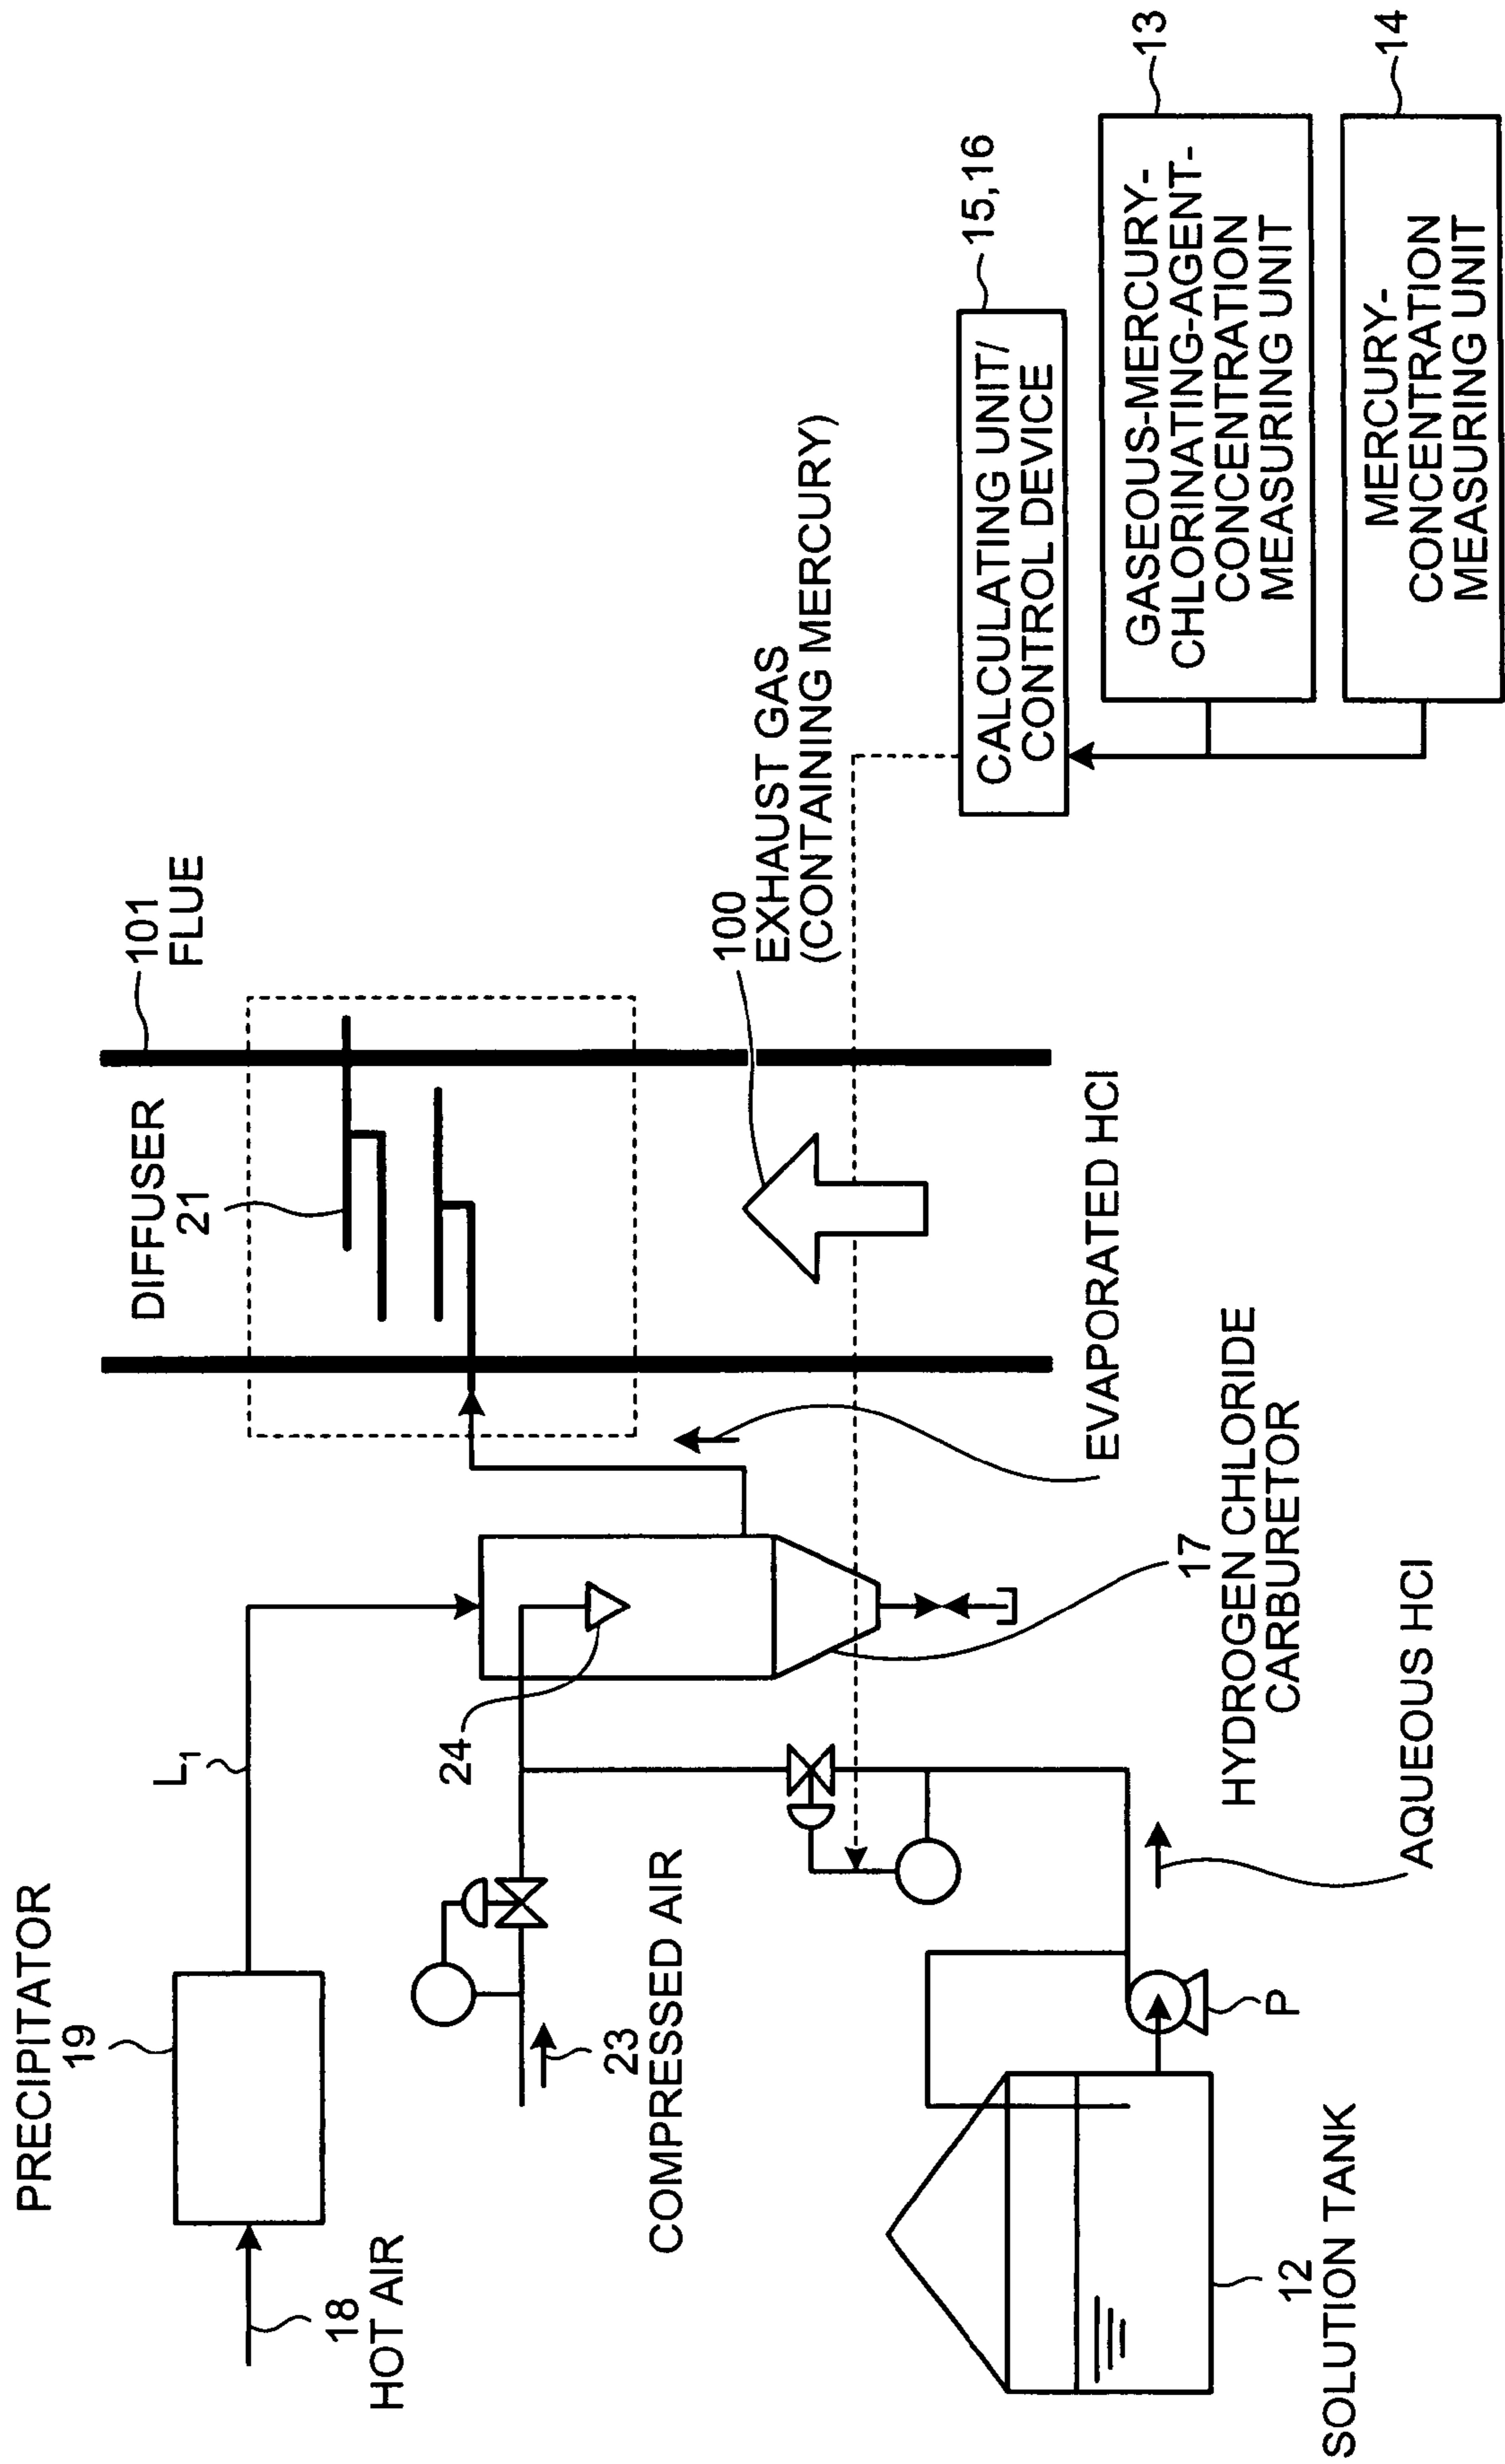 PRECIPITATOR
19
18
HOT AIR
L1
23
COMPRESSED AIR
24
12
SOLUTION TANK
P
AQUEOUS HCl
17
HYDROGEN CHLORIDE
CARBURETOR
EVAPORATED HCl
DIFFUSER
21
101
FLUE
100
EXHAUST GAS
(CONTAINING MERCURY)
15,16
CALCULATING UNIT/
CONTROL DEVICE
13
GASEOUS-MERCURY-
CHLORINATING-AGENT-
CONCENTRATION
MEASURING UNIT
14
MERCURY-
CONCENTRATION
MEASURING UNIT